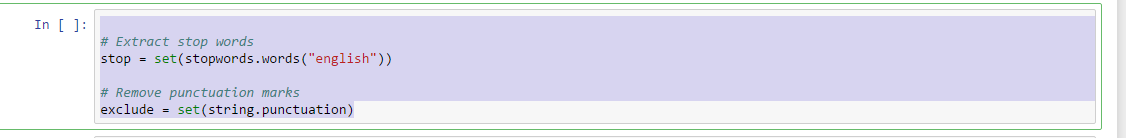 In [ ]:
# Extract stop words
stop = set(stopwords.words("english"))
# Remove punctuation marks
exclude = set(string.punctuation)